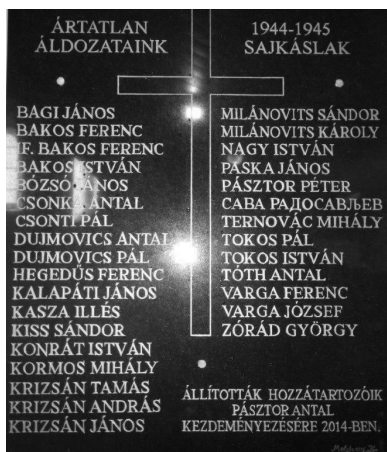 ÁRTATLAN
ÁLDOZATAINK
1944-1945
SAJKÁSLAK
BAGI JÁNOS
BAKOS FERENC
IF. BAKOS FERENC
BAKOS ISTVÁN
BÓZSÓ JÁNOS
CSONKA ANTAL
CSONTI PÁL
DUJMOVICS ANTAL
DUJMOVICS PÁL
HEGEDŰS FERENC
KALAPÁTI JÁNOS
KASZA ILLÉS
KISS SÁNDOR
KONRÁT ISTVÁN
KORMOS MIHÁLY
KRIZSÁN TAMÁS
KRIZSÁN ANDRÁS
KRIZSÁN JÁNOS
MILÁNOVITS SÁNDOR
MILÁNOVITS KÁROLY
NAGY ISTVÁN
PASKA JÁNOS
PÁSZTOR PÉTER
САВА РАДОСАВЉЕВ
TERNOVÁC MIHÁLY
TOKOS PÁL
TOKOS ISTVÁN
TÓTH ANTAL
VARGA FERENC
VARGA JÓZSEF
ZÓRÁD GYÖRGY
ÁLLÍTOTTÁK HOZZÁTARTOZÓIK
PÁSZTOR ANTAL
KEZDEMÉNYEZÉSÉRE 2014-BEN.